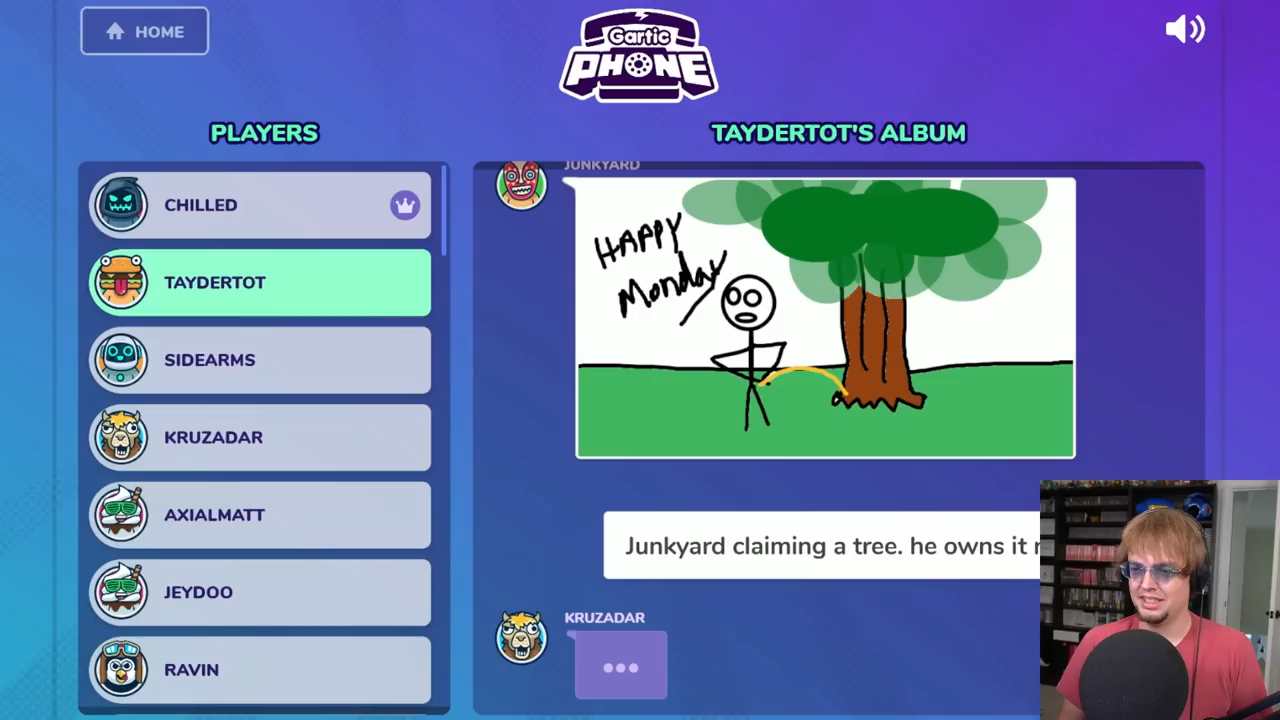 HOME
Gartic
PHONE
PLAYERS
TAYDERTOT'S ALBUM
CHILLED
TAYDERTOT
SIDEARMS
KRUZADAR
AXIALMATT
JEYDOO
RAVIN
JUNKYARD
HAPPY
Monday
Junkyard claiming a tree. he owns it
KRUZADAR